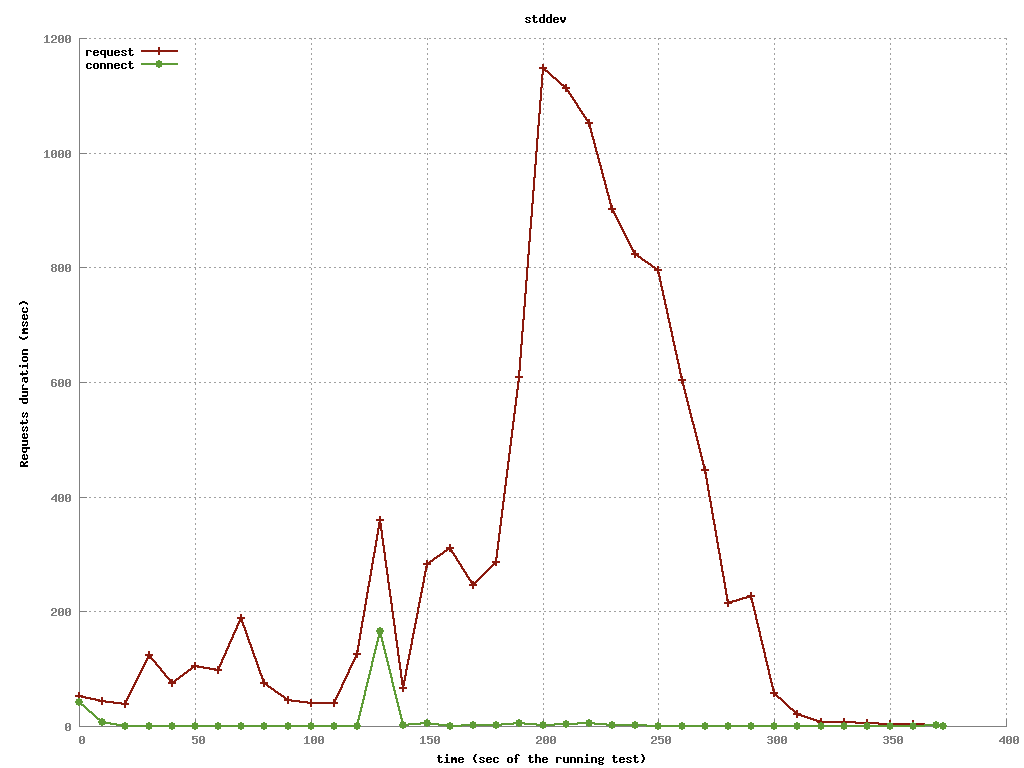 stddev
request
connect
1200
1000
800
600
400
200
0
Requests duration (msec)
0 50 100 150 200 250 300 350 400
time (sec of the running test)